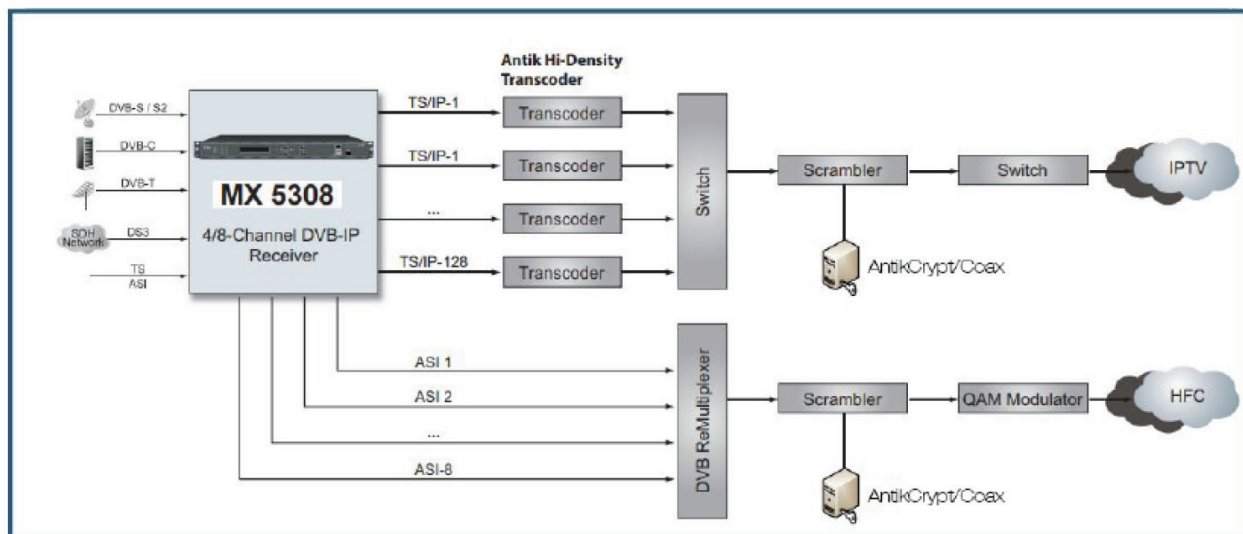 Antik Hi-Density
Transcoder
DVB-S / S2
DVB-C
DVB-T
SDH
Network
DS3
TS
ASI
MX 5308
4/8-Channel DVB-IP
Receiver
TS/IP-1
Transcoder
TS/IP-1
Transcoder
...
Transcoder
TS/IP-128
Transcoder
Switch
Scrambler
Switch
IPTV
AntikCrypt/Coax
ASI 1
ASI 2
...
ASI-8
DVB ReMultiplexer
Scrambler
QAM Modulator
HFC
AntikCrypt/Coax